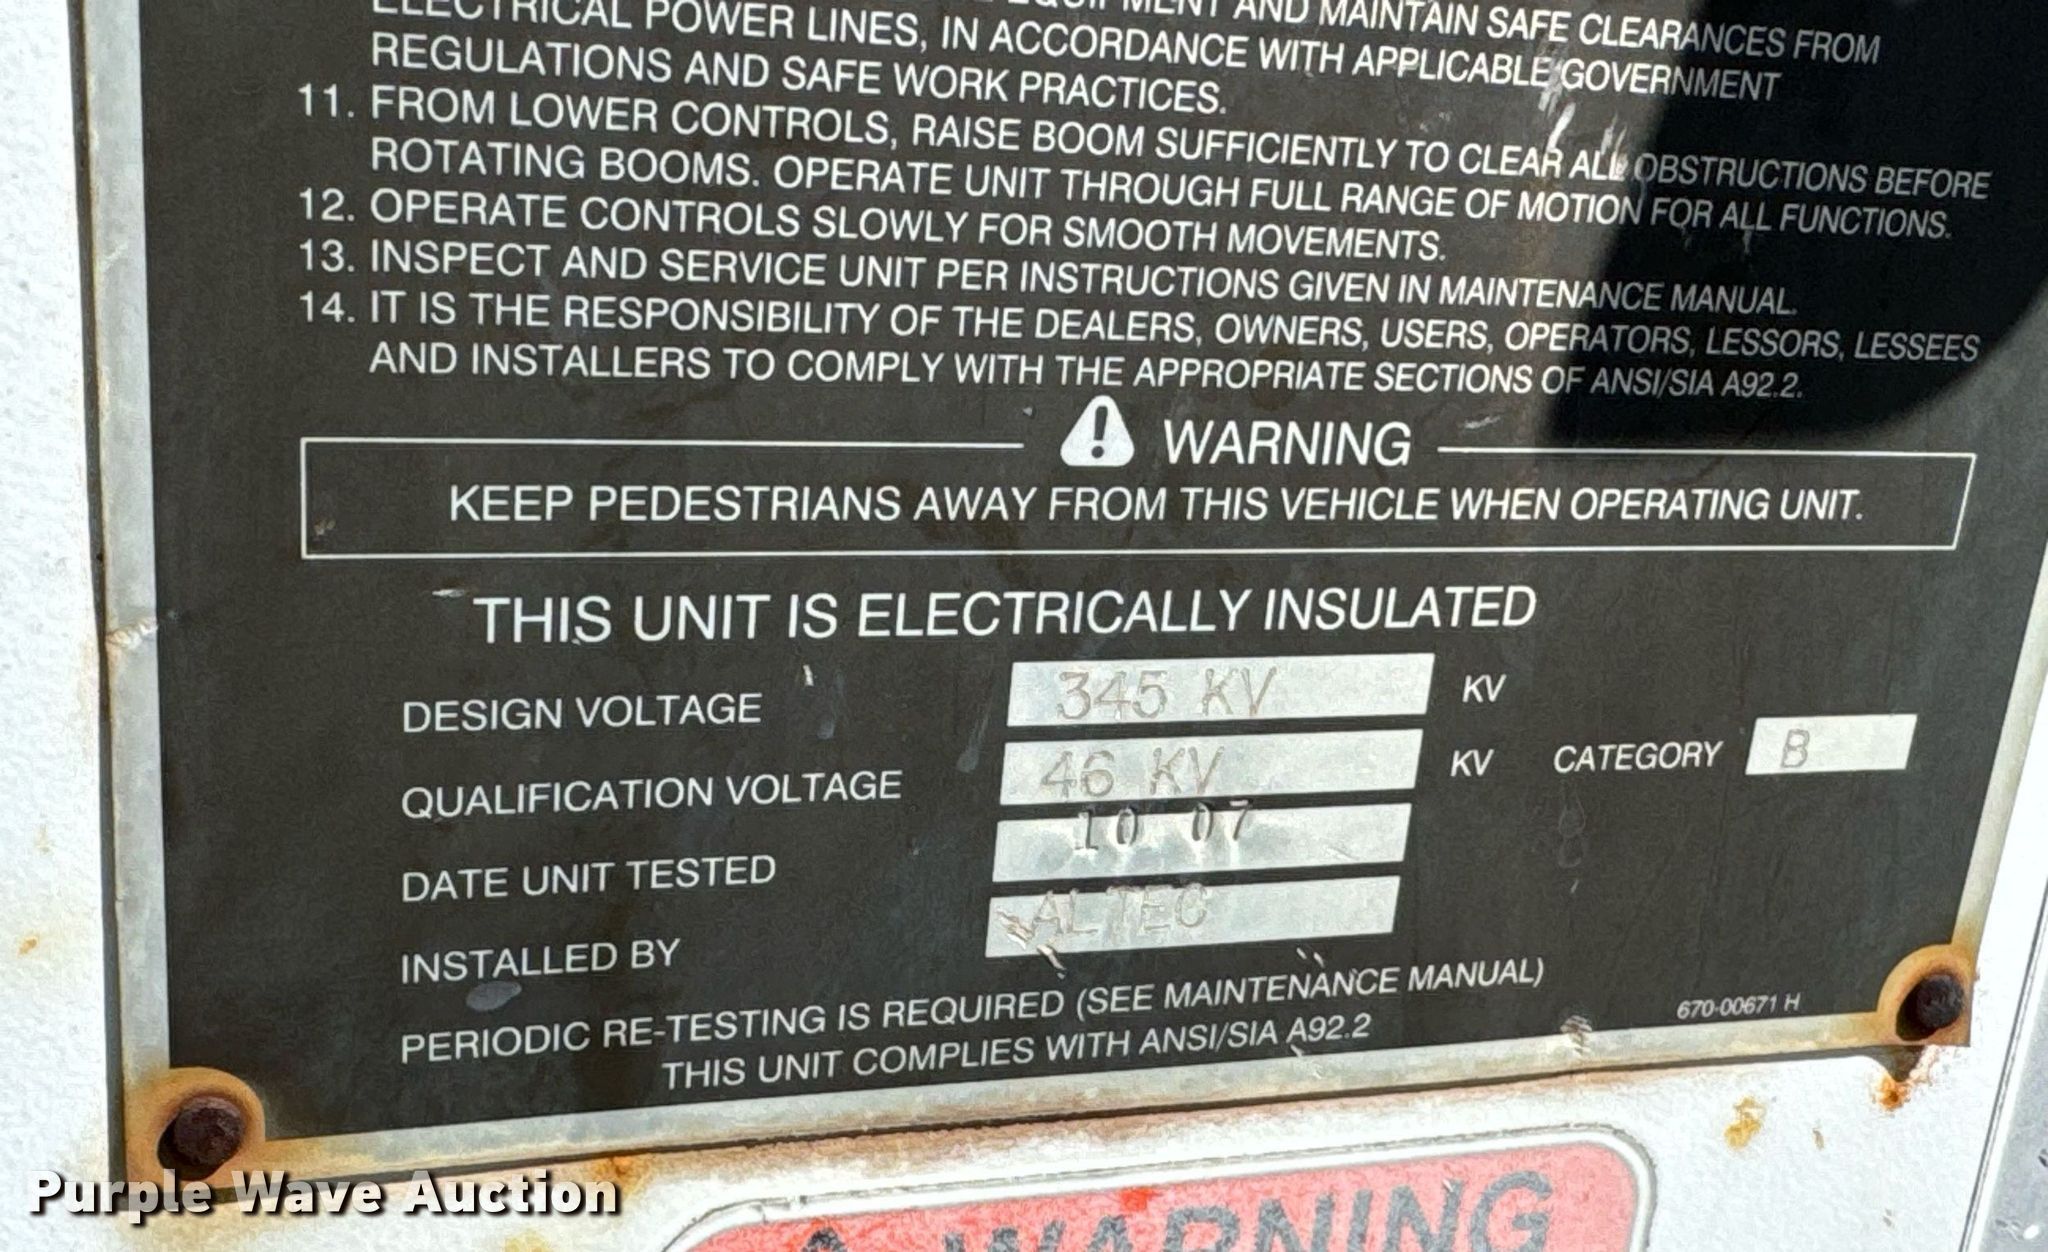 EQUIPMENT AND MAINTAIN SAFE CLEARANCES FROM
ELECTRICAL POWER LINES, IN ACCORDANCE WITH APPLICABLE GOVERNMENT
REGULATIONS AND SAFE WORK PRACTICES.
11. FROM LOWER CONTROLS, RAISE BOOM SUFFICIENTLY TO CLEAR ALL OBSTRUCTIONS BEFORE
ROTATING BOOMS. OPERATE UNIT THROUGH FULL RANGE OF MOTION FOR ALL FUNCTIONS.
12. OPERATE CONTROLS SLOWLY FOR SMOOTH MOVEMENTS.
13. INSPECT AND SERVICE UNIT PER INSTRUCTIONS GIVEN IN MAINTENANCE MANUAL.
14. IT IS THE RESPONSIBILITY OF THE DEALERS, OWNERS, USERS, OPERATORS, LESSORS, LESSEES
AND INSTALLERS TO COMPLY WITH THE APPROPRIATE SECTIONS OF ANSI/SIA A92.2.
WARNING
KEEP PEDESTRIANS AWAY FROM THIS VEHICLE WHEN OPERATING UNIT.
THIS UNIT IS ELECTRICALLY INSULATED
DESIGN VOLTAGE 345 KV KV
QUALIFICATION VOLTAGE 46 KV KV CATEGORY B
DATE UNIT TESTED 10 07
INSTALLED BY ALTEC
PERIODIC RE-TESTING IS REQUIRED (SEE MAINTENANCE MANUAL)
THIS UNIT COMPLIES WITH ANSI/SIA A92.2
670-00671 H
WARNING
Purple Wave Auction